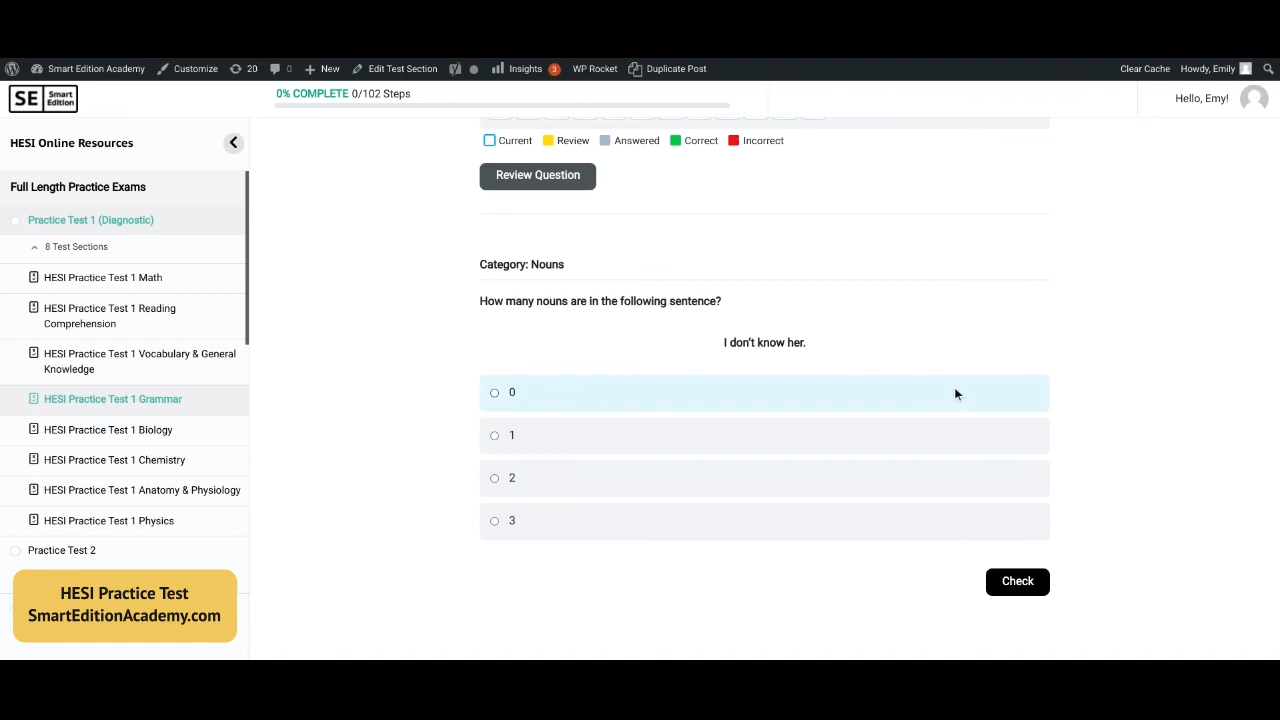 Smart Edition Academy Customize 20 0 New Edit Test Section Insights 3 WP Rocket Duplicate Post Clear Cache Howdy, Emily
SE Smart Edition
0% COMPLETE 0/102 Steps
Hello, Emy!
HESI Online Resources
Full Length Practice Exams
Practice Test 1 (Diagnostic)
8 Test Sections
HESI Practice Test 1 Math
HESI Practice Test 1 Reading
Comprehension
HESI Practice Test 1 Vocabulary & General
Knowledge
HESI Practice Test 1 Grammar
HESI Practice Test 1 Biology
HESI Practice Test 1 Chemistry
HESI Practice Test 1 Anatomy & Physiology
HESI Practice Test 1 Physics
Practice Test 2
HESI Practice Test
SmartEditionAcademy.com
Current Review Answered Correct Incorrect
Review Question
Category: Nouns
How many nouns are in the following sentence?
I don't know her.
0
1
2
3
Check